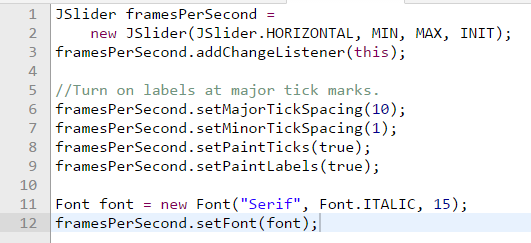 1 JSlider framesPerSecond =
2     new JSlider(JSlider.HORIZONTAL, MIN, MAX, INIT);
3 framesPerSecond.addChangeListener(this);
4
5 //Turn on labels at major tick marks.
6 framesPerSecond.setMajorTickSpacing(10);
7 framesPerSecond.setMinorTickSpacing(1);
8 framesPerSecond.setPaintTicks(true);
9 framesPerSecond.setPaintLabels(true);
10
11 Font font = new Font("Serif", Font.ITALIC, 15);
12 framesPerSecond.setFont(font);